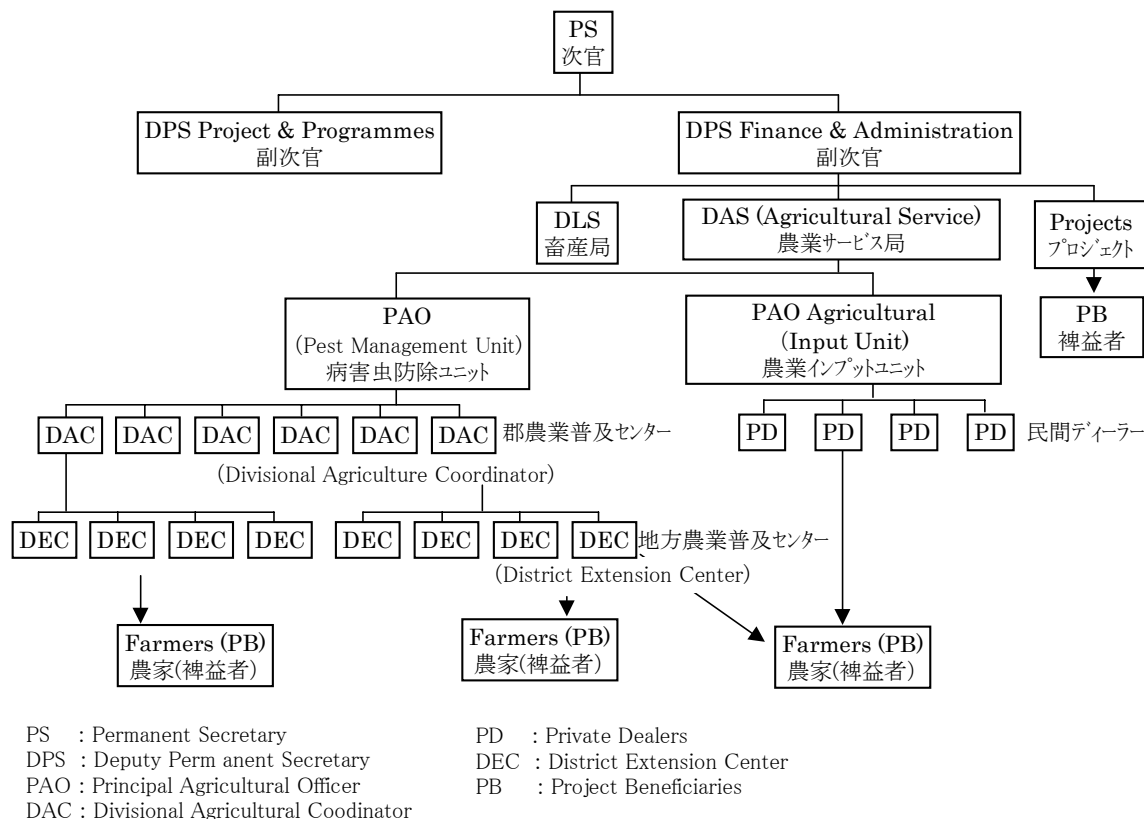 PS
次官
DPS Project & Programmes
副次官
DPS Finance & Administration
副次官
DLS
畜産局
DAS (Agricultural Service)
農業サービス局
Projects
プロジェクト
PAO
(Pest Management Unit)
病害虫防除ユニット
PAO Agricultural
(Input Unit)
農業インプットユニット
PB
裨益者
DAC DAC DAC DAC DAC DAC 郡農業普及センター
(Divisional Agriculture Coordinator)
PD PD PD PD 民間ディーラー
DEC DEC DEC DEC DEC DEC DEC DEC 地方農業普及センター
(District Extension Center)
Farmers (PB)
農家(裨益者)
Farmers (PB)
農家(裨益者)
Farmers (PB)
農家(裨益者)
PS : Permanent Secretary
DPS : Deputy Perm anent Secretary
PAO : Principal Agricultural Officer
DAC : Divisional Agricultural Coodinator
PD : Private Dealers
DEC : District Extension Center
PB : Project Beneficiaries